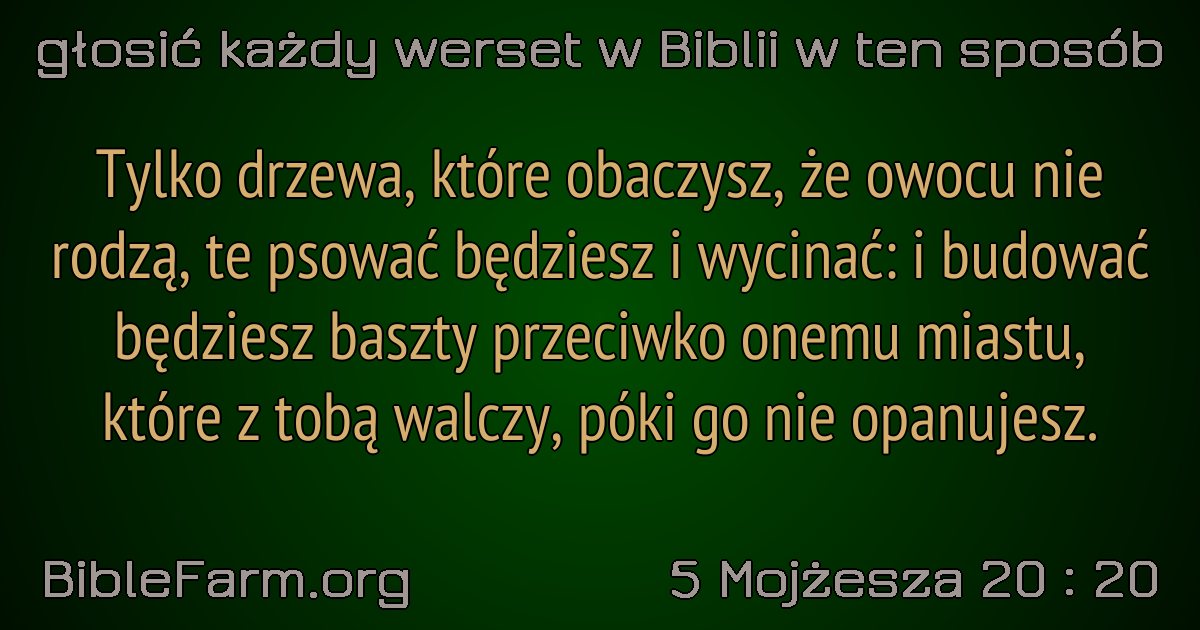 głosić każdy werset w Biblii w ten sposób
Tylko drzewa, które obaczysz, że owocu nie
rodzą, te psować będziesz i wycinać: i budować
będziesz baszty przeciwko onemu miastu,
które z tobą walczy, póki go nie opanujesz.
BibleFarm.org
5 Mojżesza 20 : 20